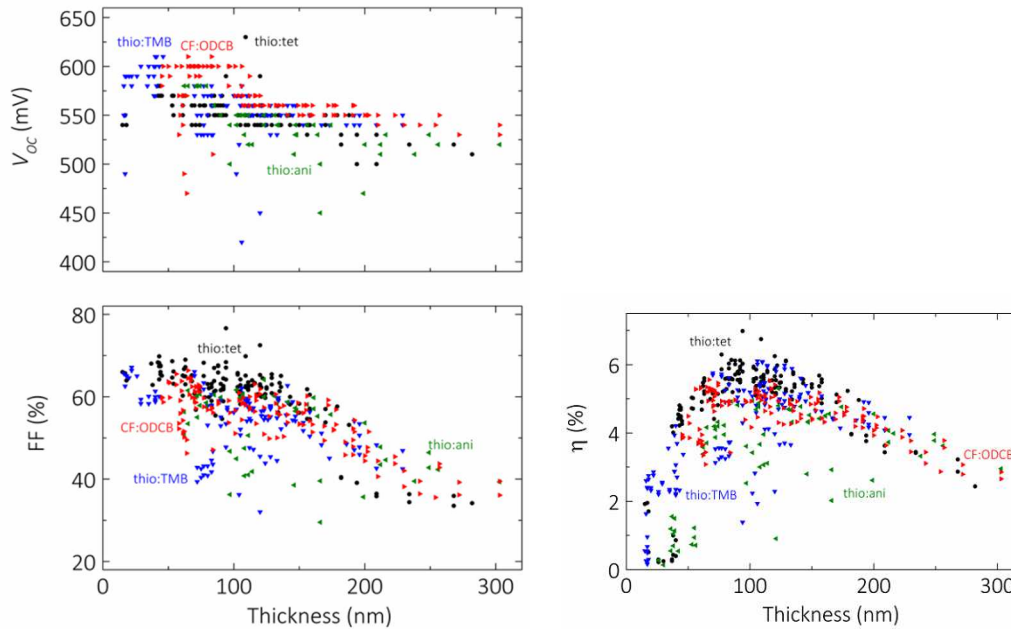 650
600
550
500
450
400
V_OC (mV)
thio:TMB
CF:ODCB
thio:tet
thio:ani
80
60
40
20
FF (%)
thio:tet
CF:ODCB
thio:TMB
thio:ani
0 100 200 300
Thickness (nm)
6
4
2
0
η (%)
thio:tet
thio:TMB
thio:ani
CF:ODCB
0 100 200 300
Thickness (nm)